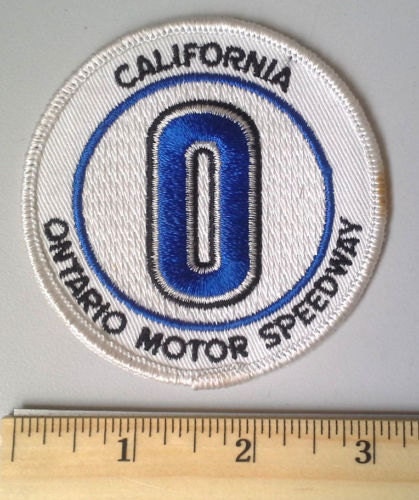 CALIFORNIA
O
ONTARIO MOTOR SPEEDWAY
1 2 3